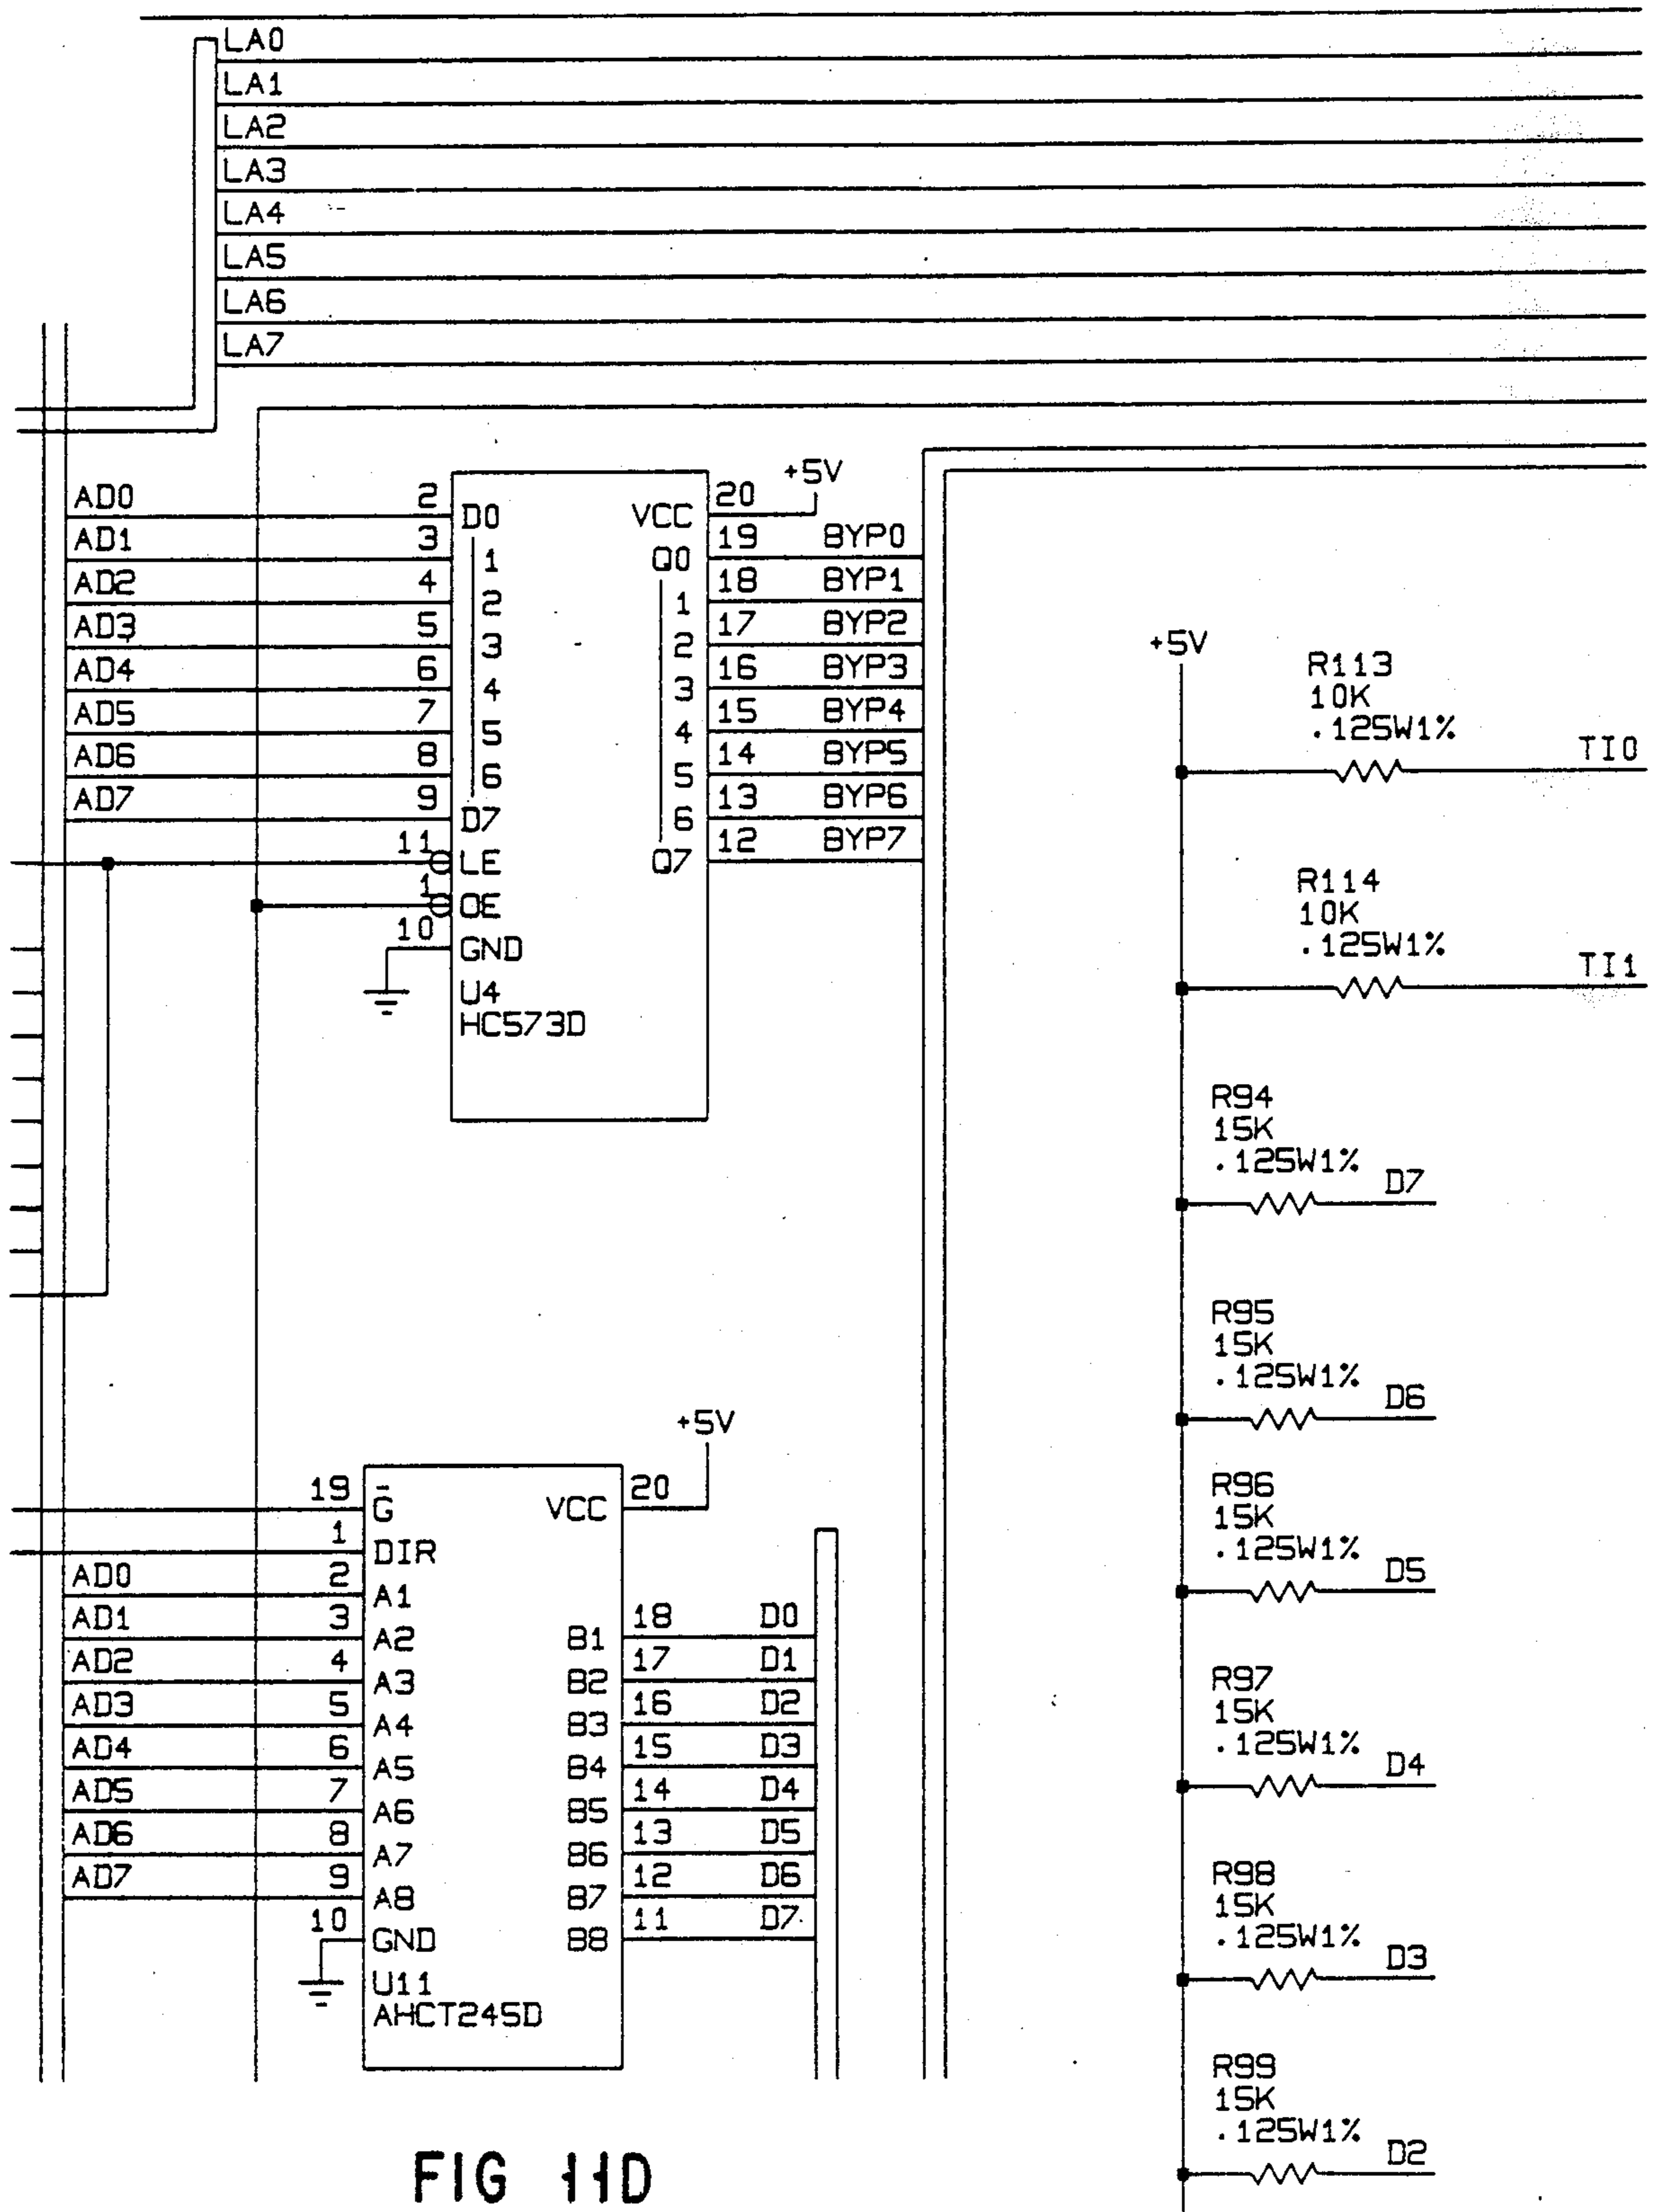 LA0
LA1
LA2
LA3
LA4
LA5
LA6
LA7
+5V
AD0 2 D0 VCC 20
AD1 3 1 Q0 19 BYP0
AD2 4 2 1 18 BYP1
AD3 5 3 2 17 BYP2
AD4 6 4 3 16 BYP3
AD5 7 5 4 15 BYP4
AD6 8 6 5 14 BYP5
AD7 9 D7 6 13 BYP6
11 LE Q7 12 BYP7
1 OE
10 GND
U4
HC573D
+5V
R113
10K
.125W1%
TI0
R114
10K
.125W1%
TI1
R94
15K
.125W1%
D7
R95
15K
.125W1%
D6
R96
15K
.125W1%
D5
R97
15K
.125W1%
D4
R98
15K
.125W1%
D3
R99
15K
.125W1%
D2
+5V
19 G̅ VCC 20
1 DIR
AD0 2 A1
AD1 3 A2 B1 18 D0
AD2 4 A3 B2 17 D1
AD3 5 A4 B3 16 D2
AD4 6 A5 B4 15 D3
AD5 7 A6 B5 14 D4
AD6 8 A7 B6 13 D5
AD7 9 A8 B7 12 D6
10 GND B8 11 D7
U11
AHCT245D
FIG 11D